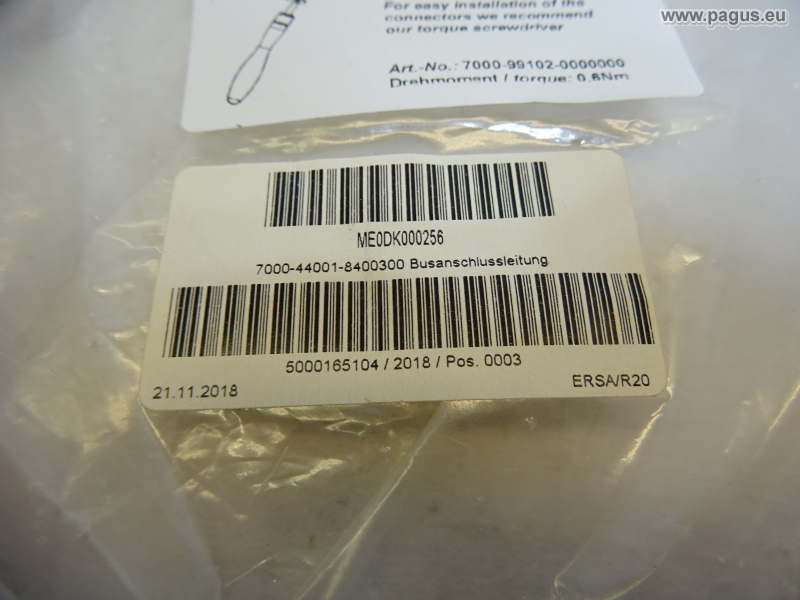 www.pagus.eu
For easy installation of the
connectors we recommend
our torque screwdriver
Art.-No.: 7000-99102-0000000
Drehmoment / torque: 0,6Nm
ME0DK000256
7000-44001-8400300 Busanschlussleitung
5000165104 / 2018 / Pos. 0003
21.11.2018
ERSA/R20